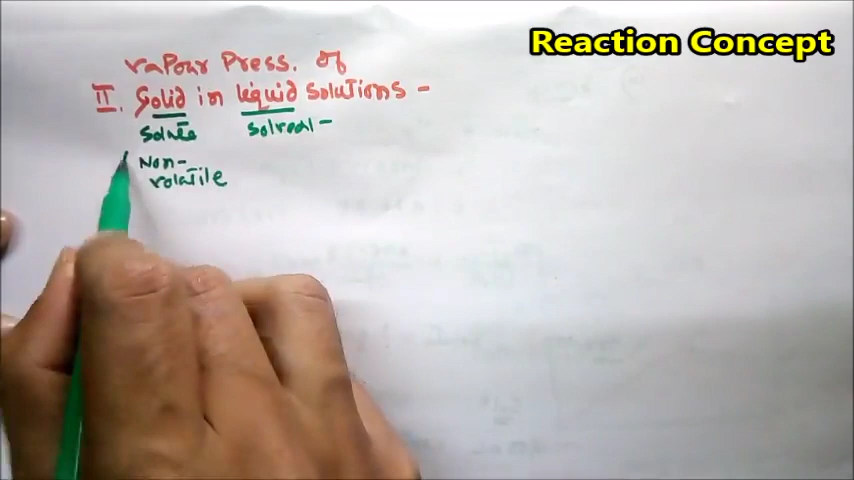 Reaction Concept
vapour Press. of
II. Solid in liquid solutions -
Solute solvent -
Non-
volatile